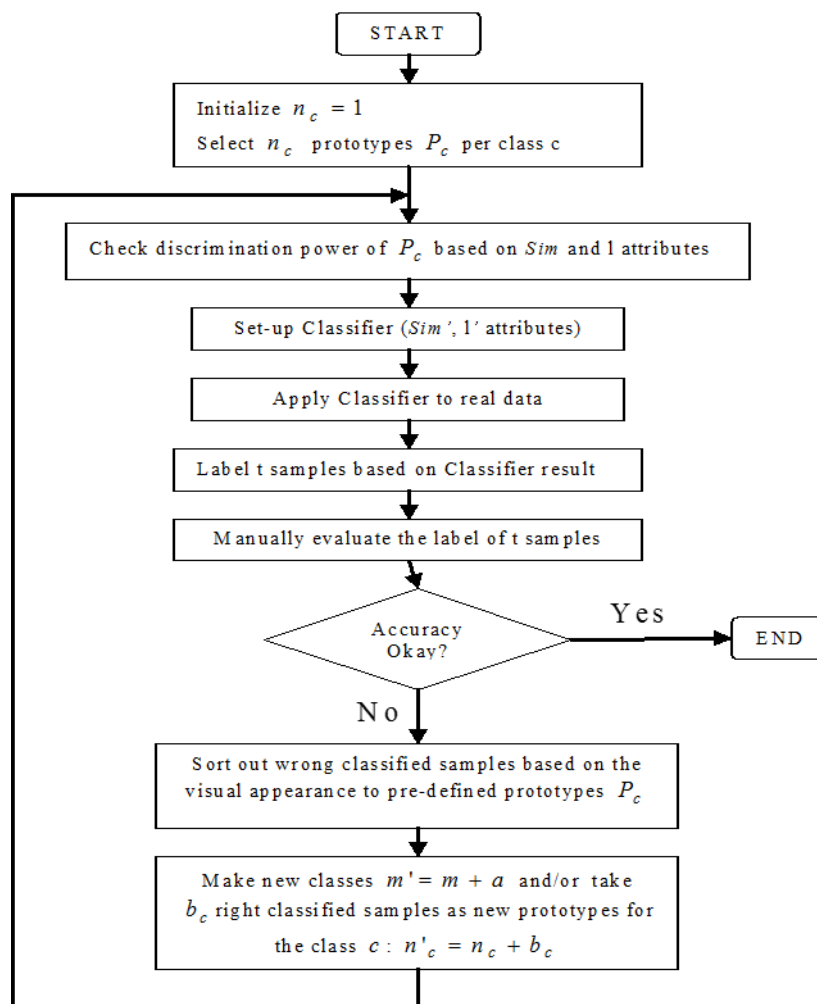 START
Initialize n_c = 1
Select n_c prototypes P_c per class c
Check discrimination power of P_c based on Sim and l attributes
Set-up Classifier (Sim', l' attributes)
Apply Classifier to real data
Label t samples based on Classifier result
Manually evaluate the label of t samples
Accuracy
Okay?
Yes
END
No
Sort out wrong classified samples based on the
visual appearance to pre-defined prototypes P_c
Make new classes m' = m + a and/or take
b_c right classified samples as new prototypes for
the class c : n'_c = n_c + b_c